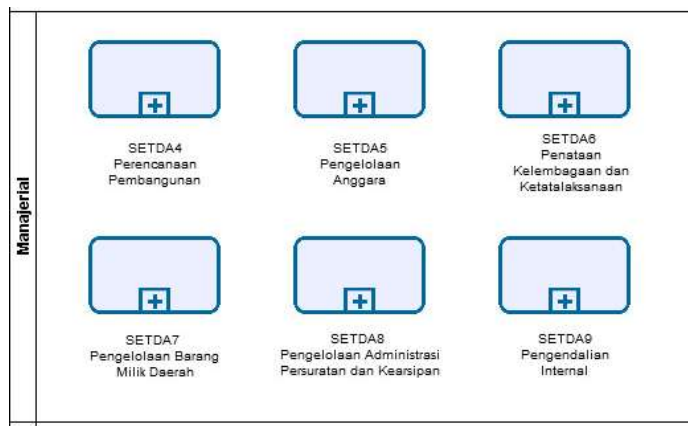 Manajerial
SETDA4
Perencanaan
Pembangunan
SETDA5
Pengelolaan
Anggara
SETDA6
Penataan
Kelembagaan dan
Ketatalaksanaan
SETDA7
Pengelolaan Barang
Milik Daerah
SETDA8
Pengelolaan Administrasi
Persuratan dan Kearsipan
SETDA9
Pengendalian
Internal